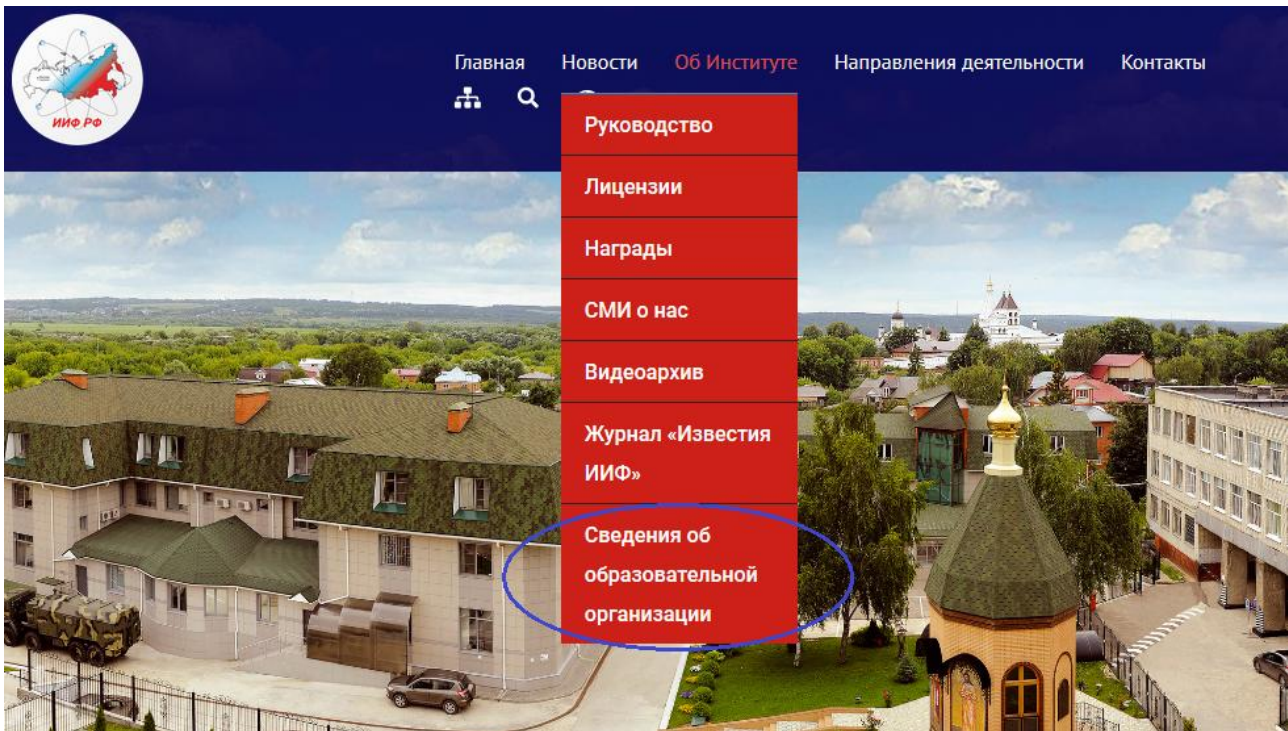 Главная Новости Об Институте Направления деятельности Контакты
ИИФ РФ
Руководство
Лицензии
Награды
СМИ о нас
Видеоархив
Журнал «Известия
ИИФ»
Сведения об
образовательной
организации